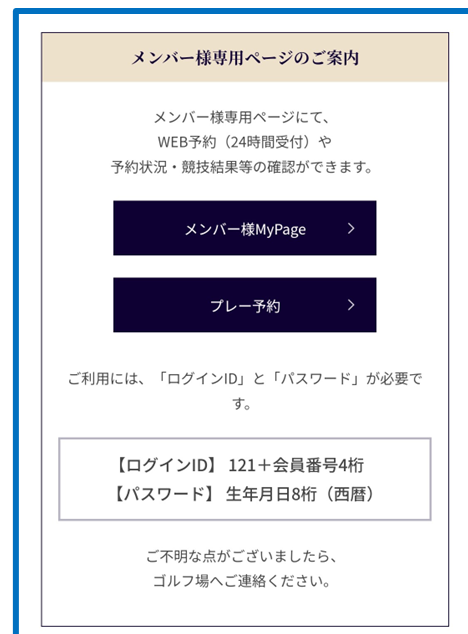 メンバー様専用ページのご案内
メンバー様専用ページにて、
WEB予約（24時間受付）や
予約状況・競技結果等の確認ができます。
メンバー様MyPage
プレー予約
ご利用には、「ログインID」と「パスワード」が必要で
す。
【ログインID】 121＋会員番号4桁
【パスワード】 生年月日8桁（西暦）
ご不明な点がございましたら、
ゴルフ場へご連絡ください。